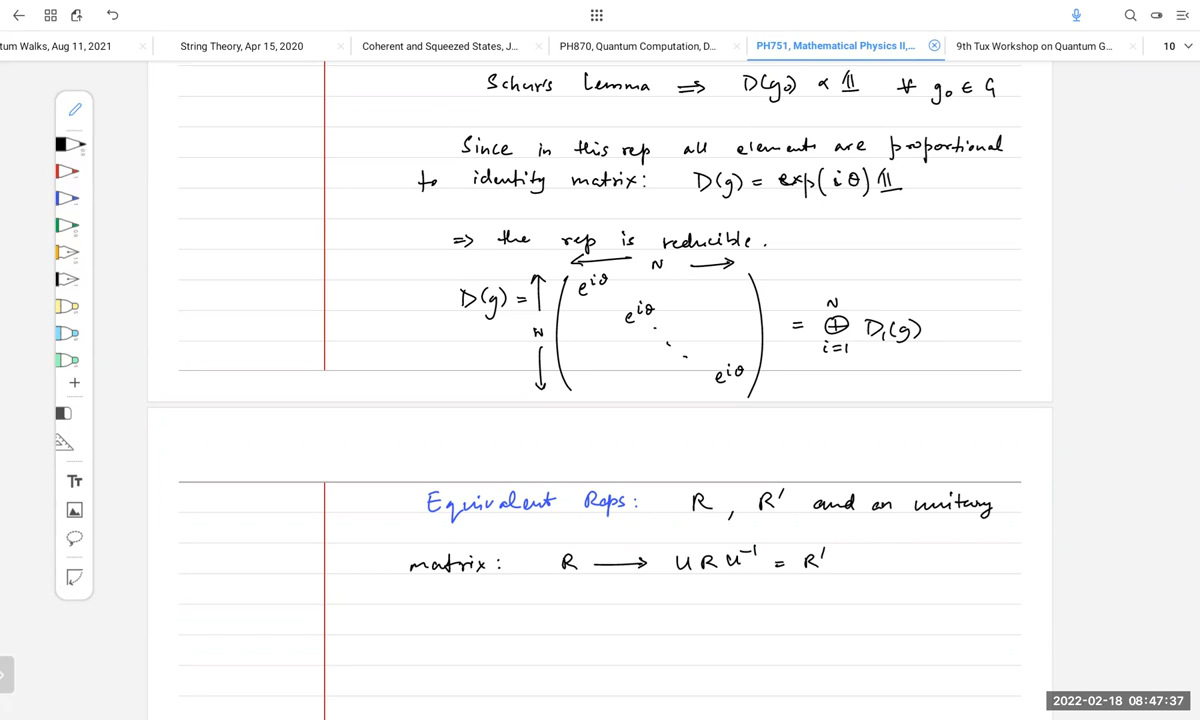 tum Walks, Aug 11, 2021 × String Theory, Apr 15, 2020 × Coherent and Squeezed States, J... × PH870, Quantum Computation, D... × PH751, Mathematical Physics II,... 9th Tux Workshop on Quantum G... × 10
Schur's Lemma ⟹ D(g₀) ∝ 𝟙 ∀ g₀ ∈ G
Since in this rep all elements are proportional
to identity matrix: D(g) = exp(iθ) 𝟙
⇒ the rep is reducible.
← N →
D(g) = ↑ N ↓ ( e^{iθ} e^{iθ} ⋱ e^{iθ} ) = ⊕_{i=1}^{N} D₁(g)
Equivalent Reps: R, R′ and an unitary
matrix: R ⟶ U R U⁻¹ = R′
Tт
2022-02-18 08:47:37